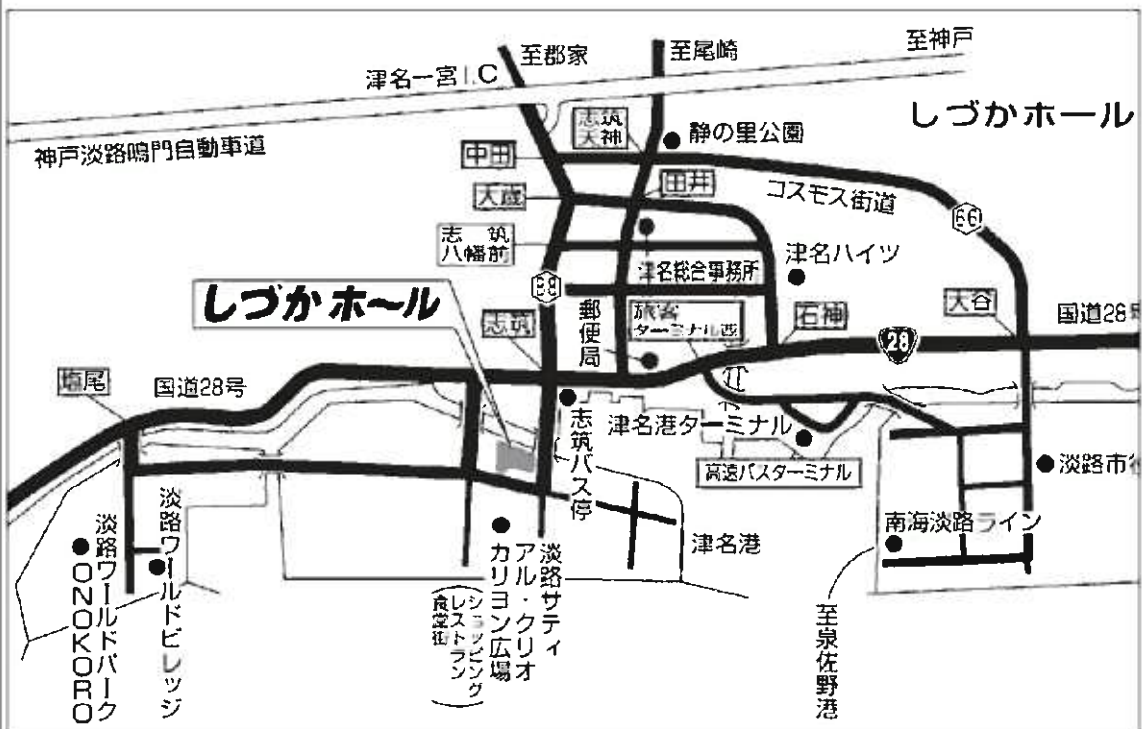 至郡家
至尾崎
至神戸
津名一宮I.C
しづかホール
神戸淡路鳴門自動車道
志筑
天神
静の里公園
中田
田井
天歳
コスモス街道
66
志筑
八幡前
津名総合事務所
津名ハイツ
88
しづかホール
志筑
郵便局
旅客
ターミナル西
石神
大谷
国道28号
28
塩尾
国道28号
志筑バス停
津名港ターミナル
高速バスターミナル
淡路市役
南海淡路ライン
津名港
至泉佐野港
淡路サティ
アル・クリオ
カリヨン広場
(ショッピング
レストラン
食堂街)
淡路ワールドビレッジ
淡路ワールドパーク
ONOKORO